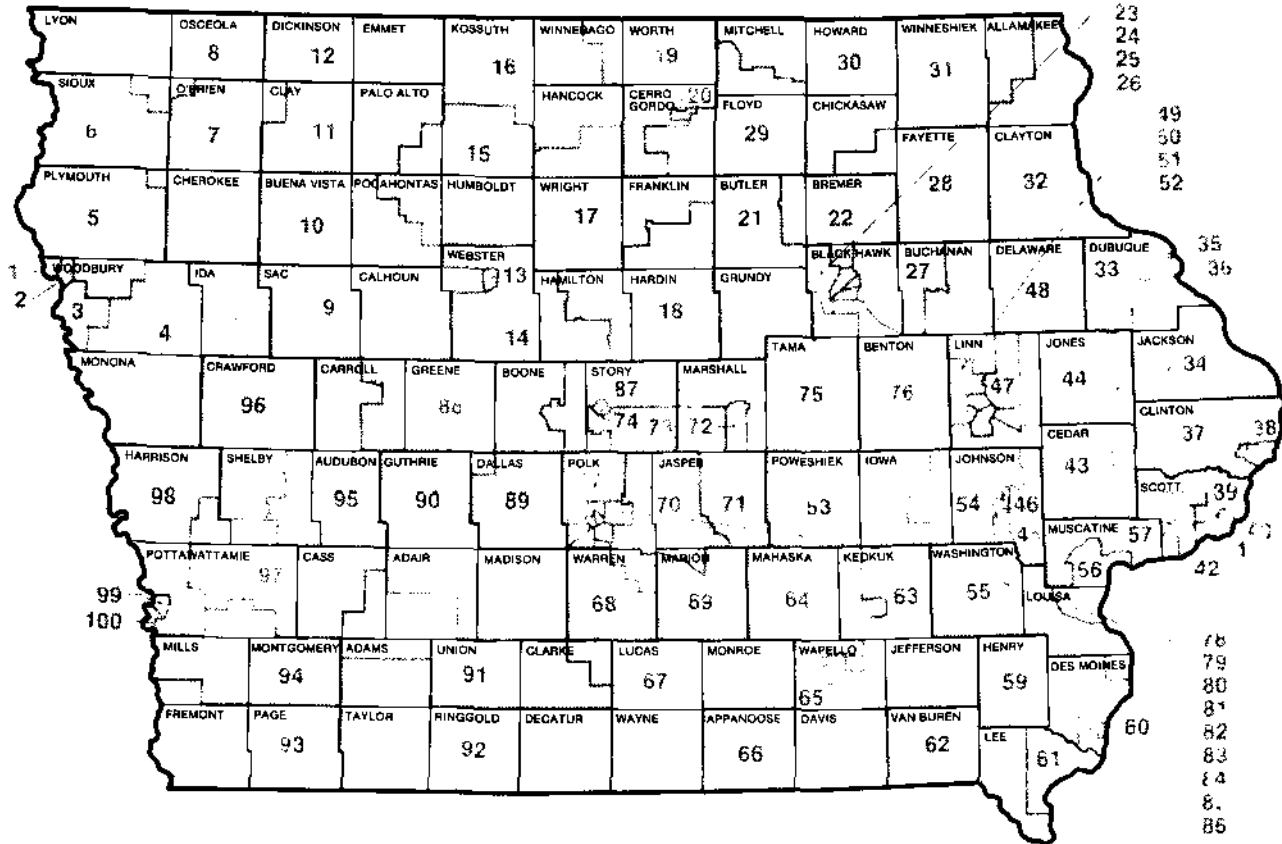 LYON OSCEOLA DICKINSON EMMET KOSSUTH WINNEBAGO WORTH MITCHELL HOWARD WINNESHIEK ALLAMAKEE 23
8 12 16 19 30 31 24
25
26
SIOUX O'BRIEN CLAY PALO ALTO HANCOCK CERRO GORDO 20 FLOYD CHICKASAW
6 7 11 15 29
FAYETTE CLAYTON
28 32
49
50
51
52
PLYMOUTH CHEROKEE BUENA VISTA POCAHONTAS HUMBOLDT WRIGHT FRANKLIN BUTLER BREMER
5 10 17 21 22
WEBSTER BLACK HAWK BUCHANAN DELAWARE DUBUQUE 35
36
1 WOODBURY IDA SAC CALHOUN 13 HAMILTON HARDIN GRUNDY 27 48 33
2 3 4 9 14 18
MONONA CRAWFORD CARROLL GREENE BOONE STORY MARSHALL TAMA BENTON LINN JONES JACKSON
96 87 75 76 47 44 34
74 73 72
CLINTON
37 38
CEDAR
43
HARRISON SHELBY AUDUBON GUTHRIE DALLAS POLK JASPER POWESHIEK IOWA JOHNSON SCOTT
98 95 90 89 70 71 53 54 46 39
MUSCATINE 57
56 42
POTTAWATTAMIE CASS ADAIR MADISON WARREN MARION MAHASKA WASHINGTON
97 68 69 64 63 55
LOUISA
99
100
MILLS MONTGOMERY ADAMS UNION CLARKE LUCAS MONROE WAPELLO JEFFERSON HENRY DES MOINES
94 91 67 65 59
78
79
80
81
82
83
84
86
FREMONT PAGE TAYLOR RINGGOLD DECATUR WAYNE APPANOOSE DAVIS VAN BUREN LEE 60
93 92 66 62 61